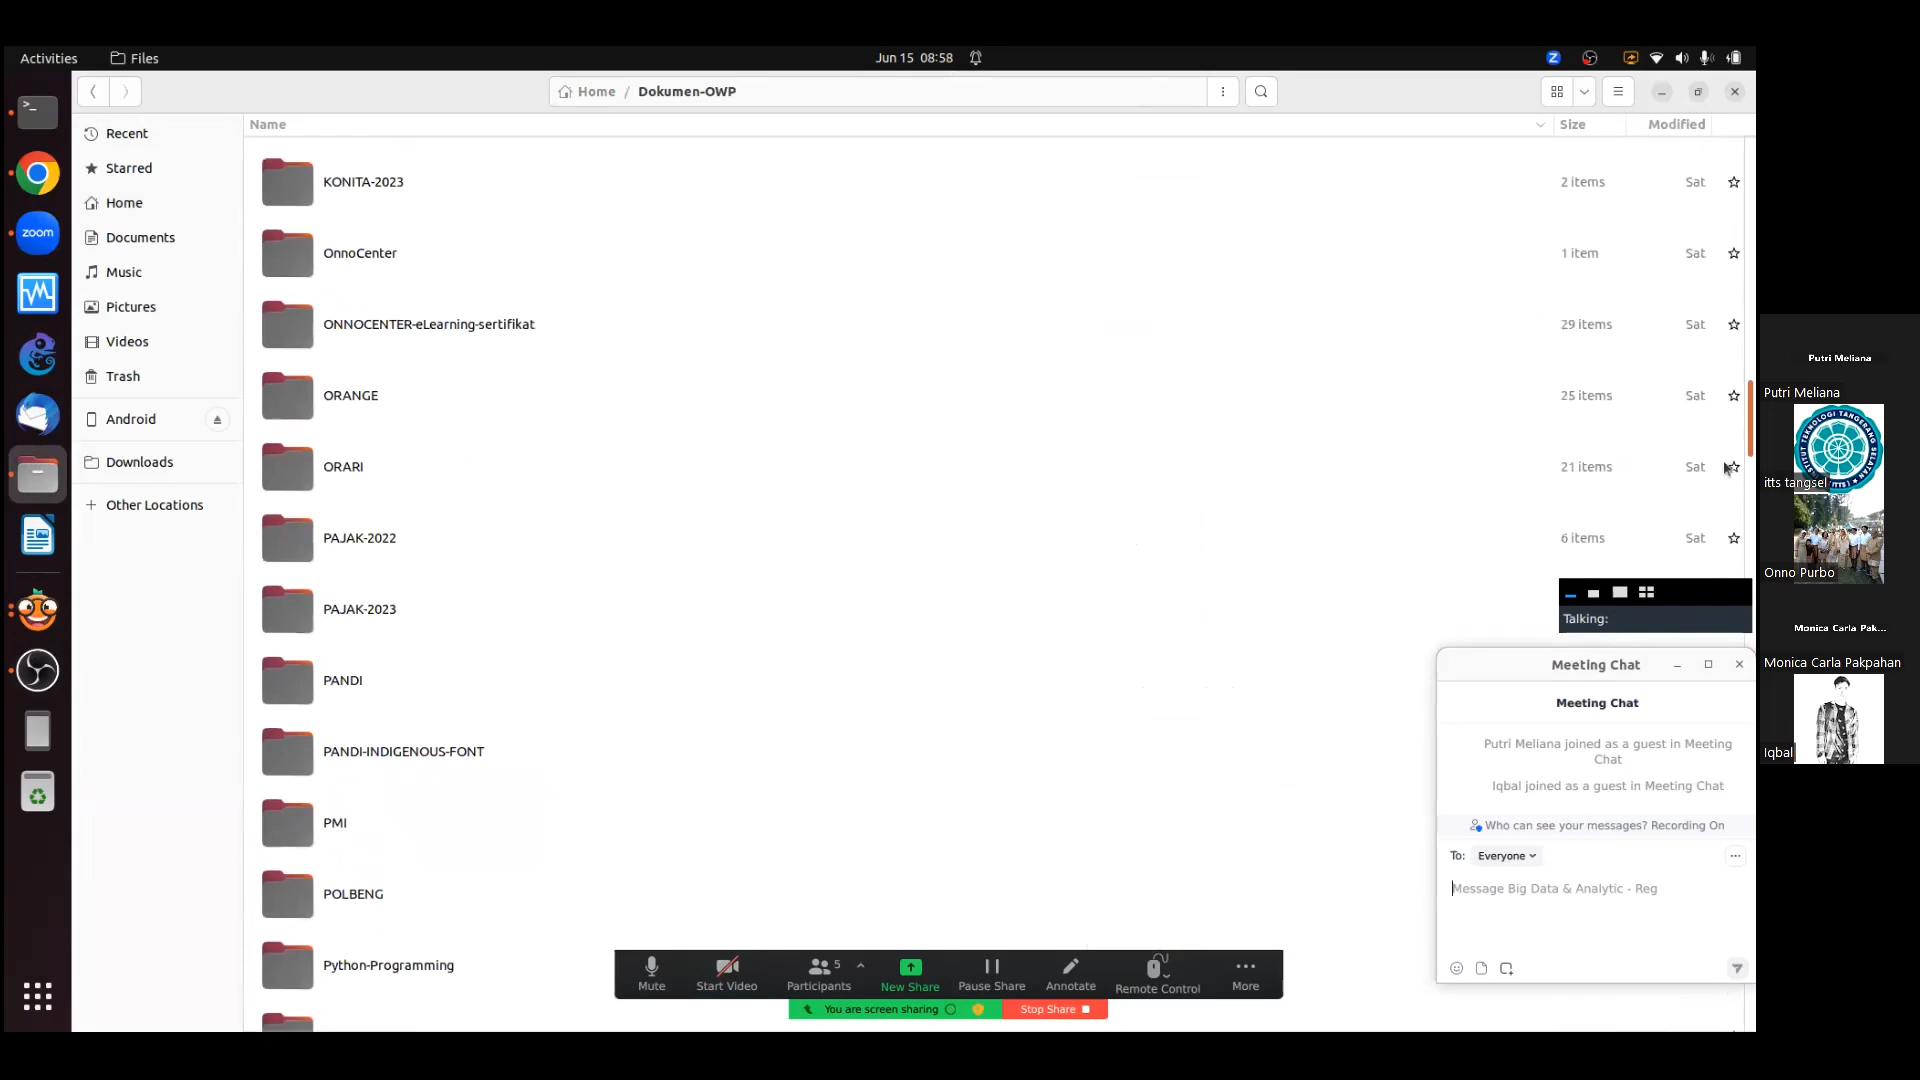 Activities
Files
Jun 15 08:58
Home / Dokumen-OWP
Name
Size
Modified
Recent
Starred
Home
Documents
Music
Pictures
Videos
Trash
Android
Downloads
+ Other Locations
KONITA-2023
2 items
Sat
OnnoCenter
1 item
Sat
ONNOCENTER-eLearning-sertifikat
29 items
Sat
ORANGE
25 items
Sat
ORARI
21 items
Sat
PAJAK-2022
6 items
Sat
PAJAK-2023
PANDI
PANDI-INDIGENOUS-FONT
PMI
POLBENG
Python-Programming
zoom
Talking:
Meeting Chat
Meeting Chat
Putri Meliana joined as a guest in Meeting
Chat
Iqbal joined as a guest in Meeting Chat
Who can see your messages? Recording On
To: Everyone
Message Big Data & Analytic - Reg
Mute
Start Video
Participants
5
New Share
Pause Share
Annotate
Remote Control
More
You are screen sharing
Stop Share
Putri Meliana
Putri Meliana
INSTITUT TEKNOLOGI TANGERANG SELATAN (ITTS)
itts tangsel
Onno Purbo
Monica Carla Pak...
Monica Carla Pakpahan
Iqbal